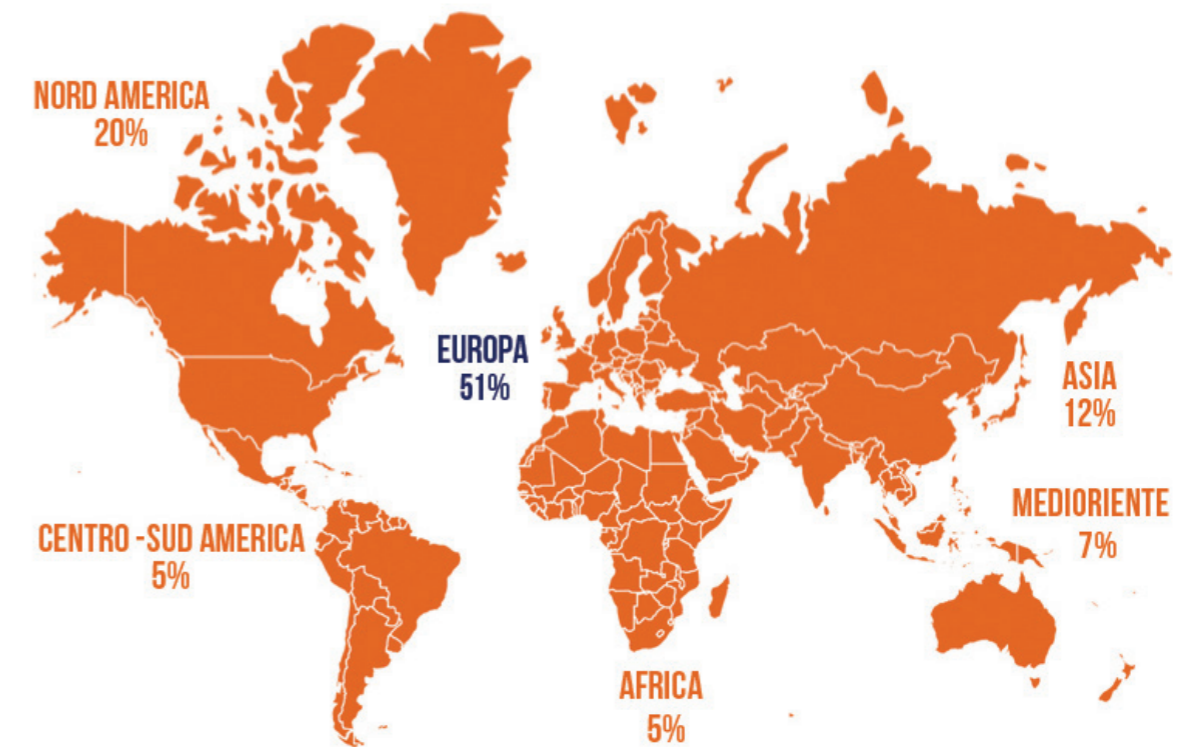 NORD AMERICA
20%
EUROPA
51%
ASIA
12%
MEDIORIENTE
7%
CENTRO -SUD AMERICA
5%
AFRICA
5%